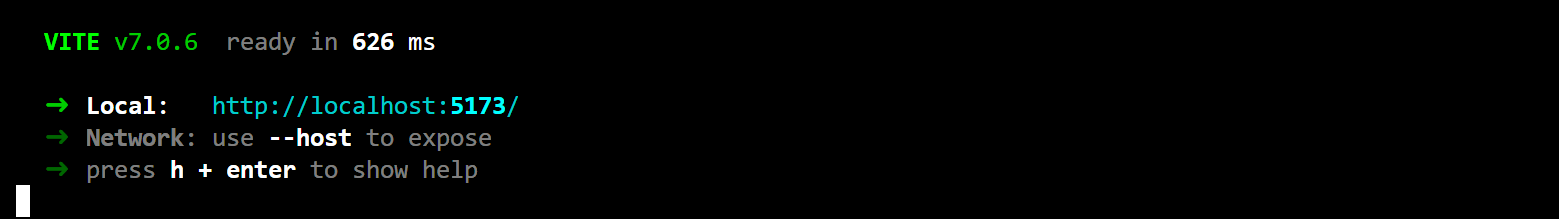 VITE v7.0.6  ready in 626 ms
➜ Local:   http://localhost:5173/
➜ Network: use --host to expose
➜ press h + enter to show help